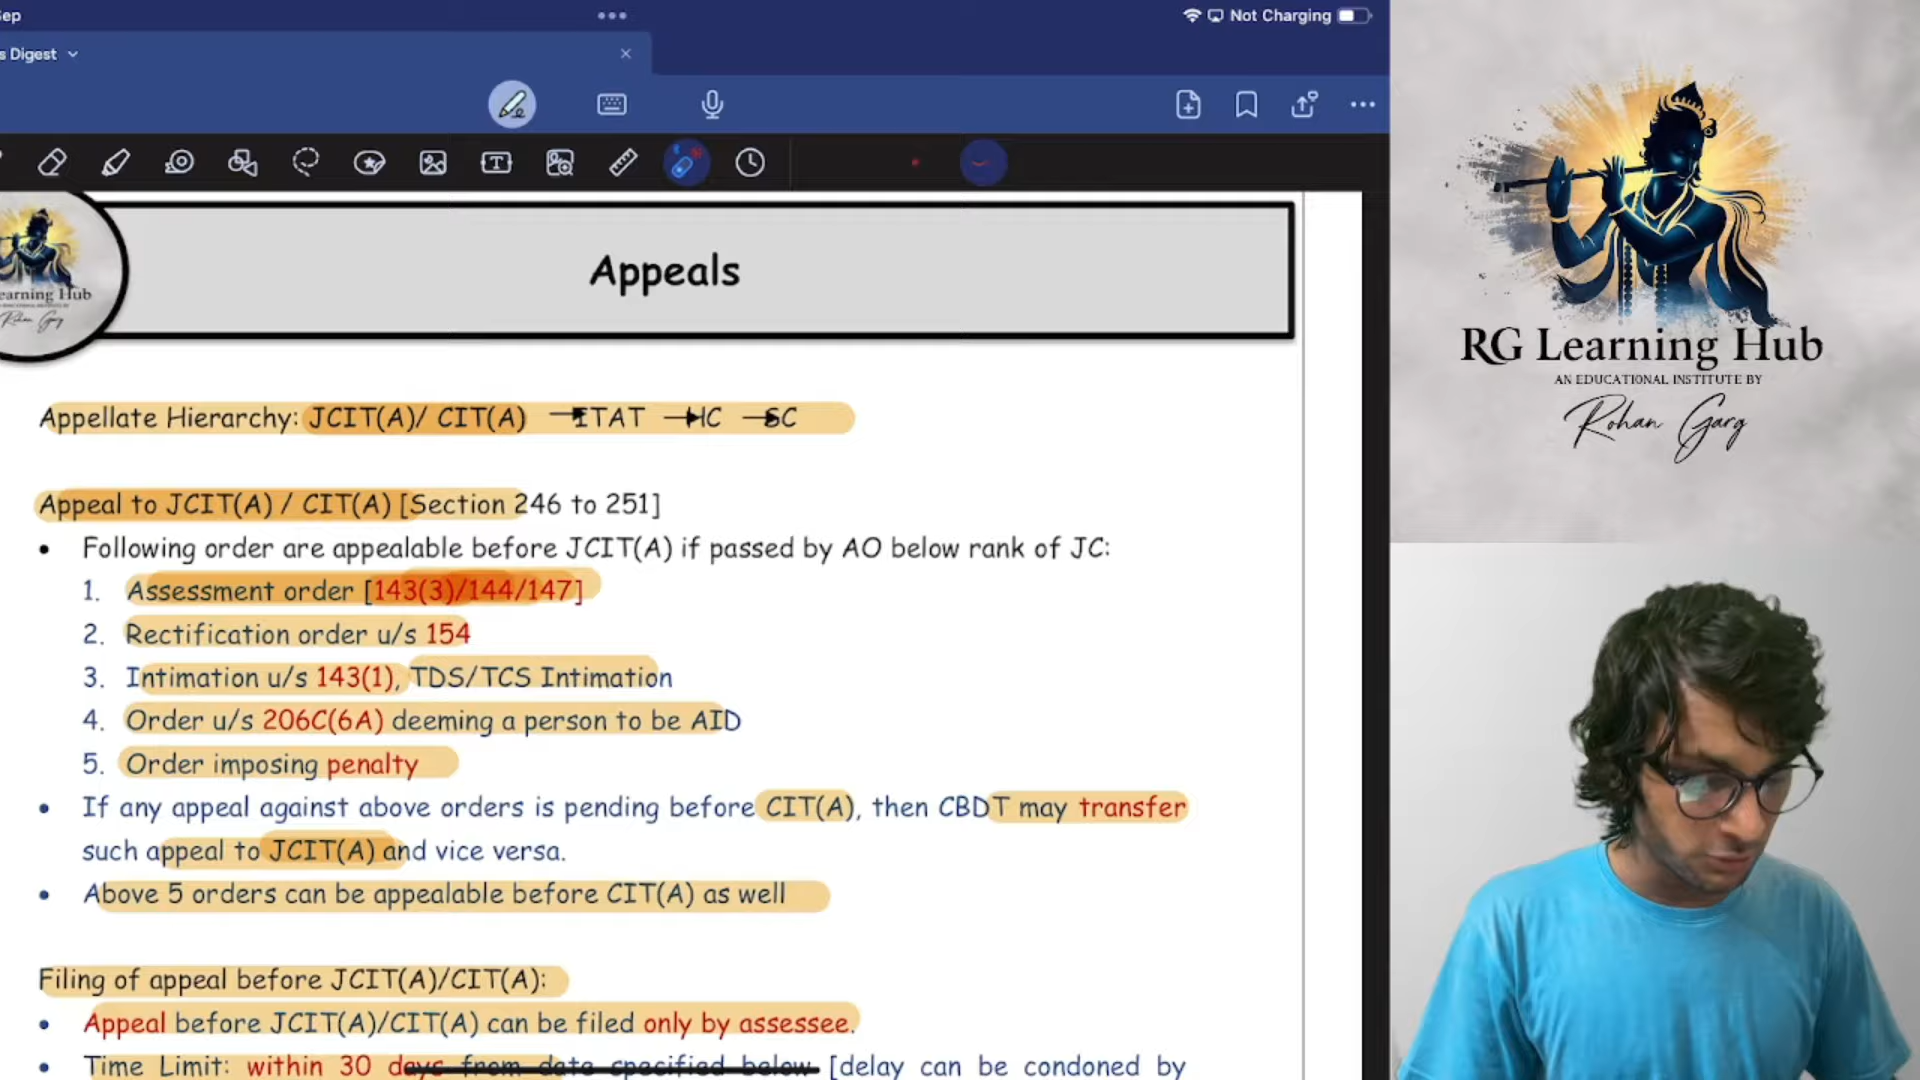 ep
Not Charging
s Digest
Appeals
earning Hub
Rohan Garg
Appellate Hierarchy: JCIT(A)/ CIT(A) → ITAT → HC → SC
Appeal to JCIT(A) / CIT(A) [Section 246 to 251]
• Following order are appealable before JCIT(A) if passed by AO below rank of JC:
1. Assessment order [143(3)/144/147]
2. Rectification order u/s 154
3. Intimation u/s 143(1), TDS/TCS Intimation
4. Order u/s 206C(6A) deeming a person to be AID
5. Order imposing penalty
• If any appeal against above orders is pending before CIT(A), then CBDT may transfer
such appeal to JCIT(A) and vice versa.
• Above 5 orders can be appealable before CIT(A) as well
Filing of appeal before JCIT(A)/CIT(A):
• Appeal before JCIT(A)/CIT(A) can be filed only by assessee.
• Time Limit: within 30 days from date specified below [delay can be condoned by
RG Learning Hub
AN EDUCATIONAL INSTITUTE BY
Rohan Garg